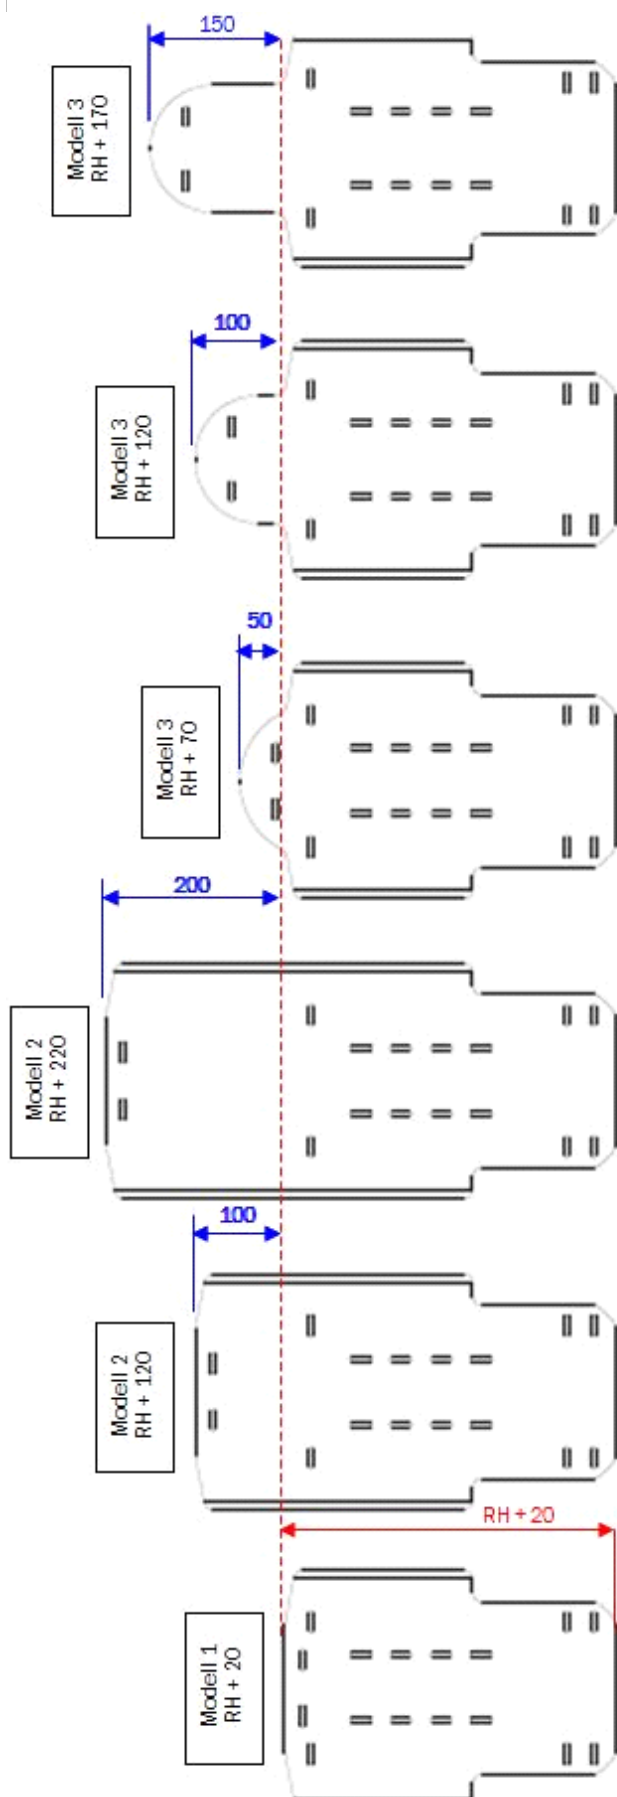 150
Modell 3
RH + 170
100
Modell 3
RH + 120
50
Modell 3
RH + 70
200
Modell 2
RH + 220
100
Modell 2
RH + 120
RH + 20
Modell 1
RH + 20